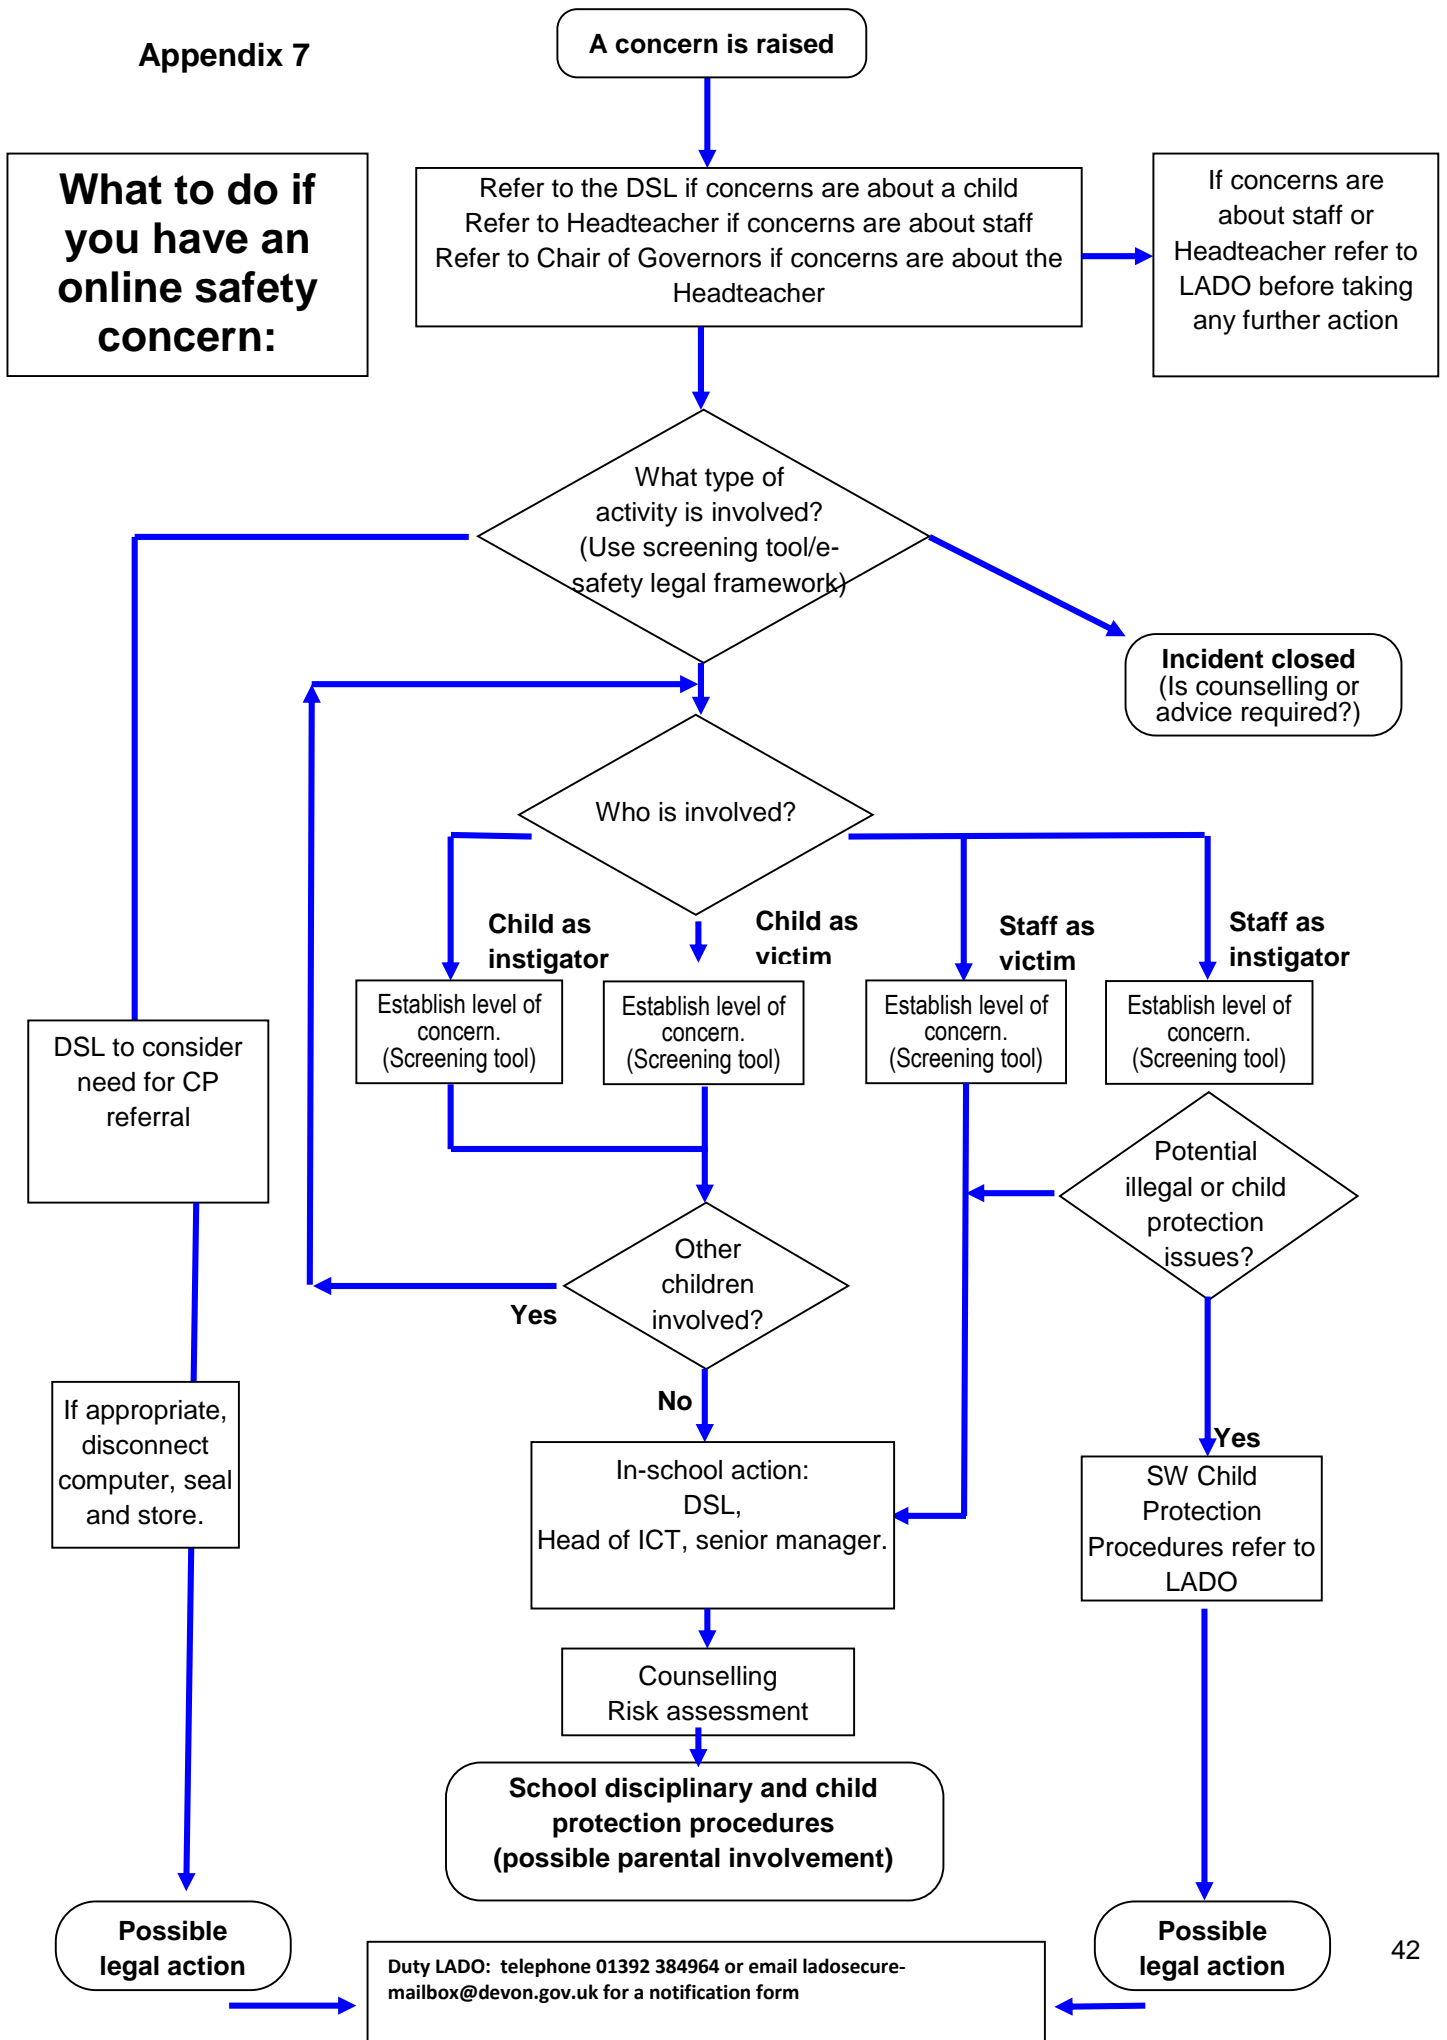 Appendix 7
A concern is raised
What to do if
you have an
online safety
concern:
Refer to the DSL if concerns are about a child
Refer to Headteacher if concerns are about staff
Refer to Chair of Governors if concerns are about the
Headteacher
If concerns are
about staff or
Headteacher refer to
LADO before taking
any further action
What type of
activity is involved?
(Use screening tool/e-
safety legal framework)
Incident closed
(Is counselling or
advice required?)
Who is involved?
Child as
instigator
Child as
victim
Staff as
victim
Staff as
instigator
Establish level of
concern.
(Screening tool)
Establish level of
concern.
(Screening tool)
Establish level of
concern.
(Screening tool)
Establish level of
concern.
(Screening tool)
DSL to consider
need for CP
referral
Potential
illegal or child
protection
issues?
Other
children
involved?
Yes
No
Yes
If appropriate,
disconnect
computer, seal
and store.
In-school action:
DSL,
Head of ICT, senior manager.
SW Child
Protection
Procedures refer to
LADO
Counselling
Risk assessment
School disciplinary and child
protection procedures
(possible parental involvement)
Possible
legal action
Possible
legal action
Duty LADO:  telephone 01392 384964 or email ladosecure-
mailbox@devon.gov.uk for a notification form
42